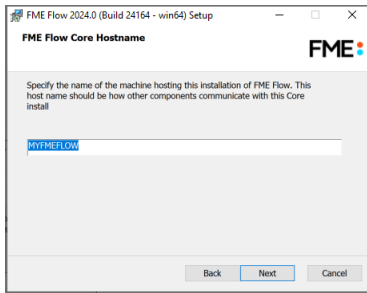 FME Flow 2024.0 (Build 24164 - win64) Setup
FME Flow Core Hostname
FME
Specify the name of the machine hosting this installation of FME Flow. This
host name should be how other components communicate with this Core
install
MYFMEFLOW
Back Next Cancel